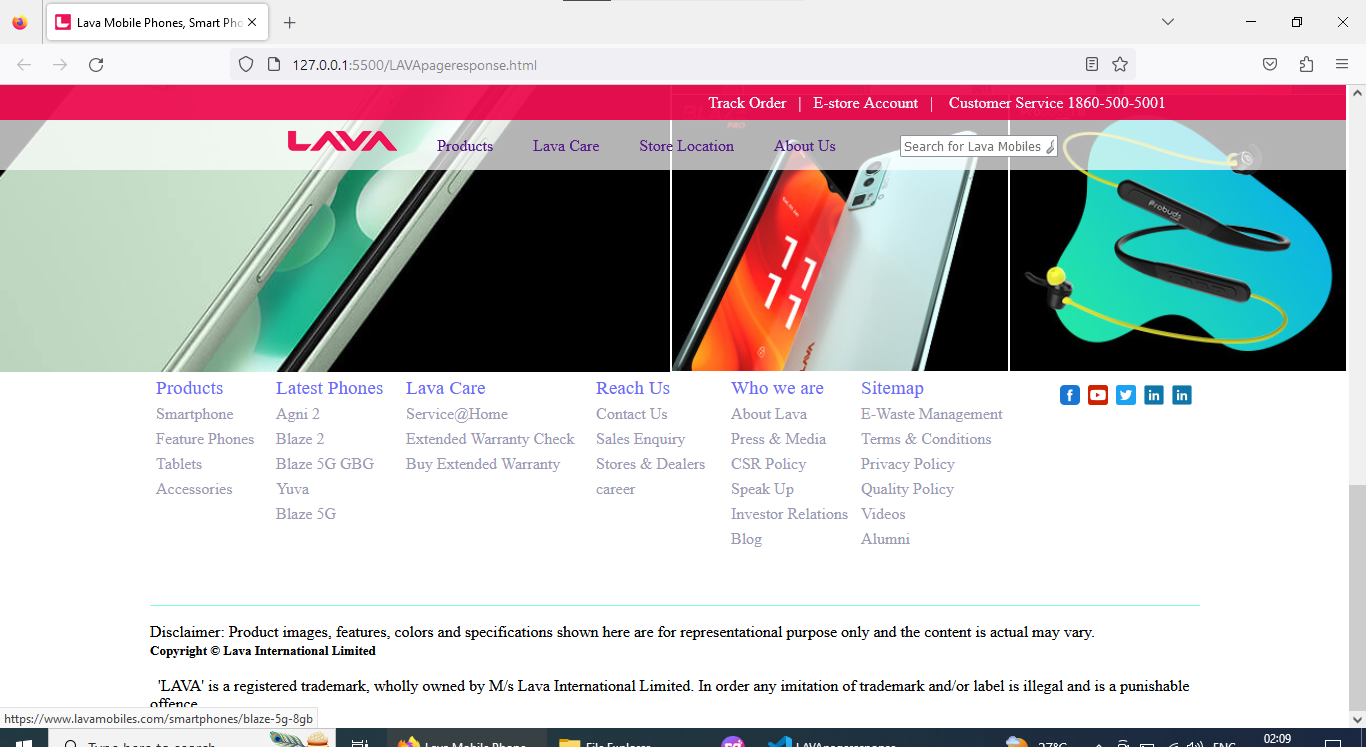 Lava Mobile Phones, Smart Pho
127.0.0.1:5500/LAVApageresponse.html
Track Order | E-store Account | Customer Service 1860-500-5001
LAVA Products Lava Care Store Location About Us Search for Lava Mobiles
PRO
11
11
LAVA
Probuds
Products
Smartphone
Feature Phones
Tablets
Accessories
Latest Phones
Agni 2
Blaze 2
Blaze 5G GBG
Yuva
Blaze 5G
Lava Care
Service@Home
Extended Warranty Check
Buy Extended Warranty
Reach Us
Contact Us
Sales Enquiry
Stores & Dealers
career
Who we are
About Lava
Press & Media
CSR Policy
Speak Up
Investor Relations
Blog
Sitemap
E-Waste Management
Terms & Conditions
Privacy Policy
Quality Policy
Videos
Alumni
f in in
Disclaimer: Product images, features, colors and specifications shown here are for representational purpose only and the content is actual may vary.
Copyright © Lava International Limited
'LAVA' is a registered trademark, wholly owned by M/s Lava International Limited. In order any imitation of trademark and/or label is illegal and is a punishable
offence
https://www.lavamobiles.com/smartphones/blaze-5g-8gb
Type here to search Lava Mobile Phone File Explorer LAVApageresponse 27°C ENG 02:09